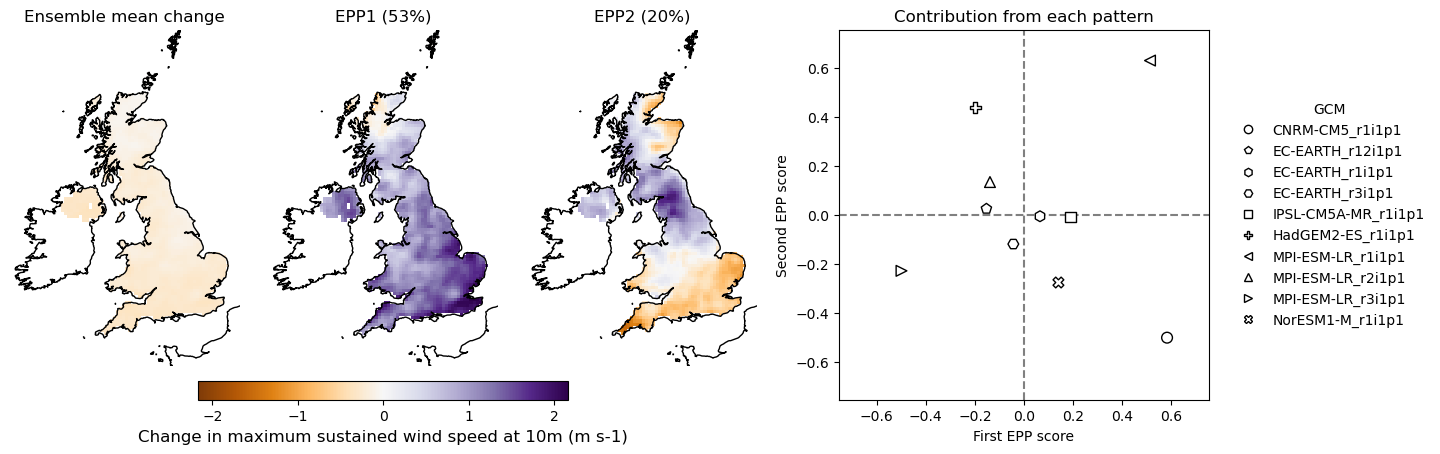 Ensemble mean change
EPP1 (53%)
EPP2 (20%)
Contribution from each pattern
−2
−1
0
1
2
Change in maximum sustained wind speed at 10m (m s-1)
Second EPP score
0.6
0.4
0.2
0.0
−0.2
−0.4
−0.6
−0.6
−0.4
−0.2
0.0
0.2
0.4
0.6
First EPP score
GCM
CNRM-CM5_r1i1p1
EC-EARTH_r12i1p1
EC-EARTH_r1i1p1
EC-EARTH_r3i1p1
IPSL-CM5A-MR_r1i1p1
HadGEM2-ES_r1i1p1
MPI-ESM-LR_r1i1p1
MPI-ESM-LR_r2i1p1
MPI-ESM-LR_r3i1p1
NorESM1-M_r1i1p1